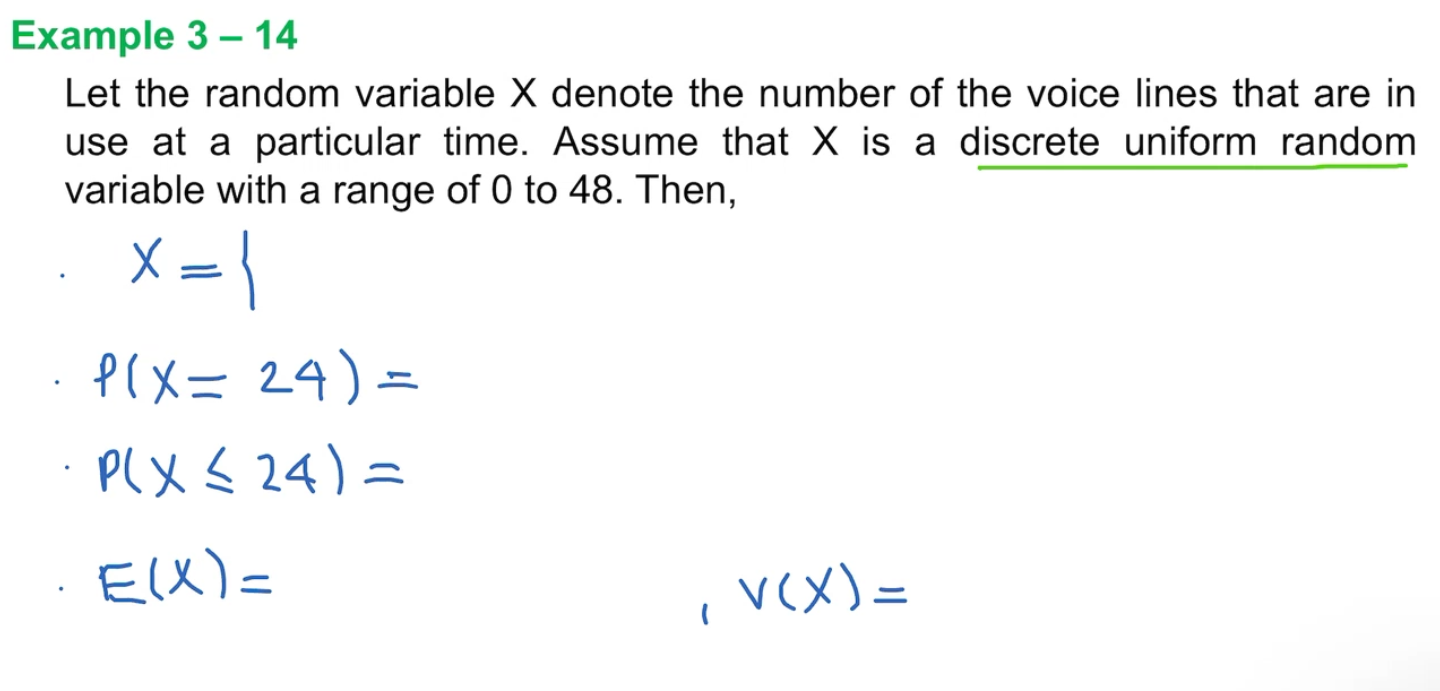 Example 3 – 14
Let the random variable X denote the number of the voice lines that are in
use at a particular time. Assume that X is a discrete uniform random
variable with a range of 0 to 48. Then,
. X = {
. P(X = 24) =
. P(X ≤ 24) =
. E(X) = , V(X) =